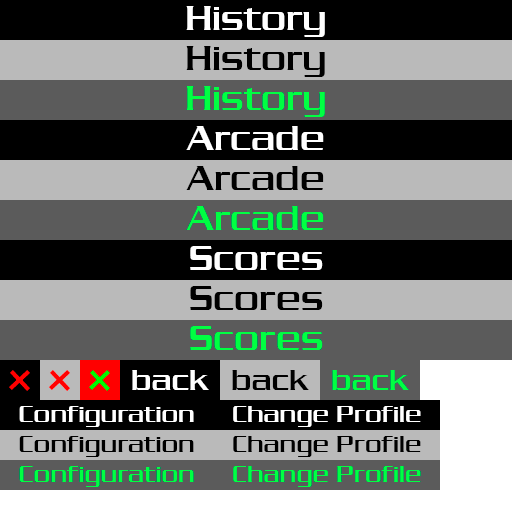 History
History
History
Arcade
Arcade
Arcade
Scores
Scores
Scores
× × × back back back
Configuration Change Profile
Configuration Change Profile
Configuration Change Profile